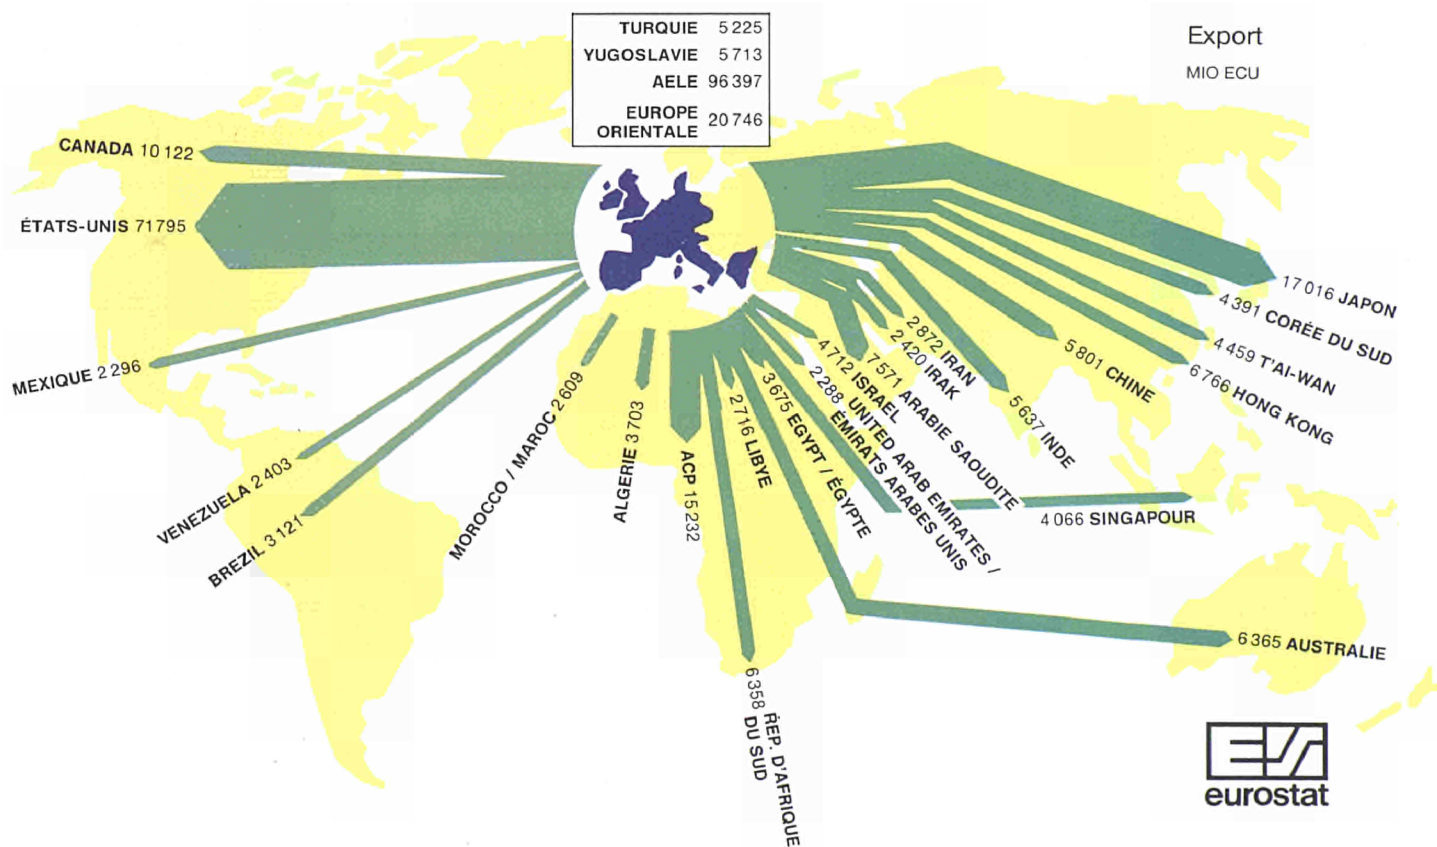 TURQUIE 5 225
YUGOSLAVIE 5 713
AELE 96 397
EUROPE
ORIENTALE 20 746
Export
MIO ECU
CANADA 10 122
ÉTATS-UNIS 71 795
MEXIQUE 2 296
VENEZUELA 2 403
BREZIL 3 121
MOROCCO / MAROC 2 609
ALGERIE 3 703
ACP 15 232
6 358 RÉP. D'AFRIQUE
DU SUD
2 716 LIBYE
3 675 EGYPT / ÉGYPTE
2 288 UNITED ARAB EMIRATES /
ÉMIRATS ARABES UNIS
4 712 ISRAEL
7 571 ARABIE SAOUDITE
2 420 IRAK
2 872 IRAN
5 637 INDE
5 801 CHINE
6 766 HONG KONG
4 459 T'AI-WAN
4 391 CORÉE DU SUD
17 016 JAPON
4 066 SINGAPOUR
6 365 AUSTRALIE
eurostat